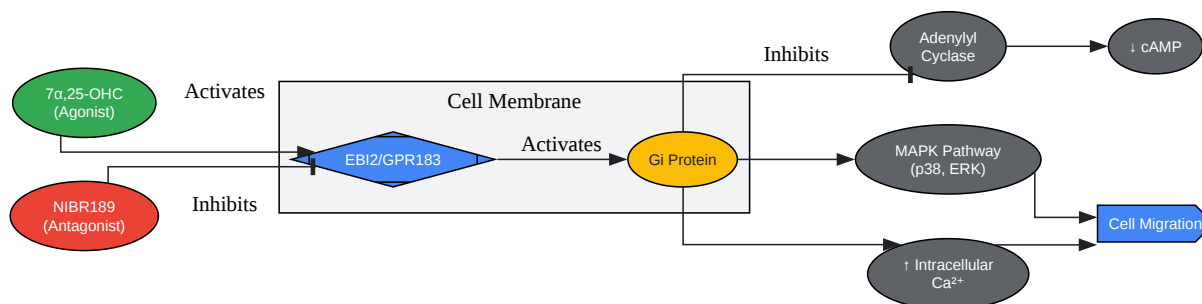 Adenylyl
Cyclase
↓ cAMP
Inhibits
7α,25-OHC
(Agonist)
Activates
Cell Membrane
EBI2/GPR183
Activates
Gi Protein
MAPK Pathway
(p38, ERK)
NIBR189
(Antagonist)
Inhibits
Cell Migration
↑ Intracellular
Ca²⁺